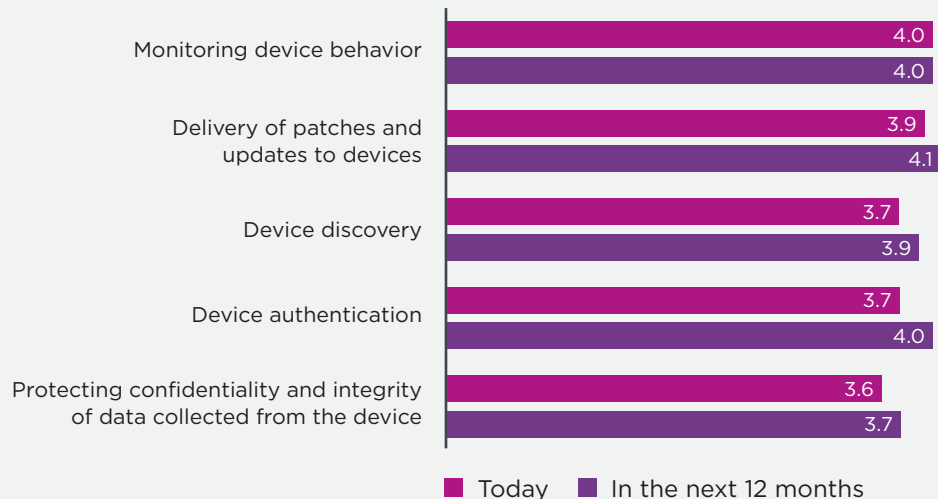 Monitoring device behavior
4.0
4.0
Delivery of patches and
updates to devices
3.9
4.1
Device discovery
3.7
3.9
Device authentication
3.7
4.0
Protecting confidentiality and integrity
of data collected from the device
3.6
3.7
Today In the next 12 months